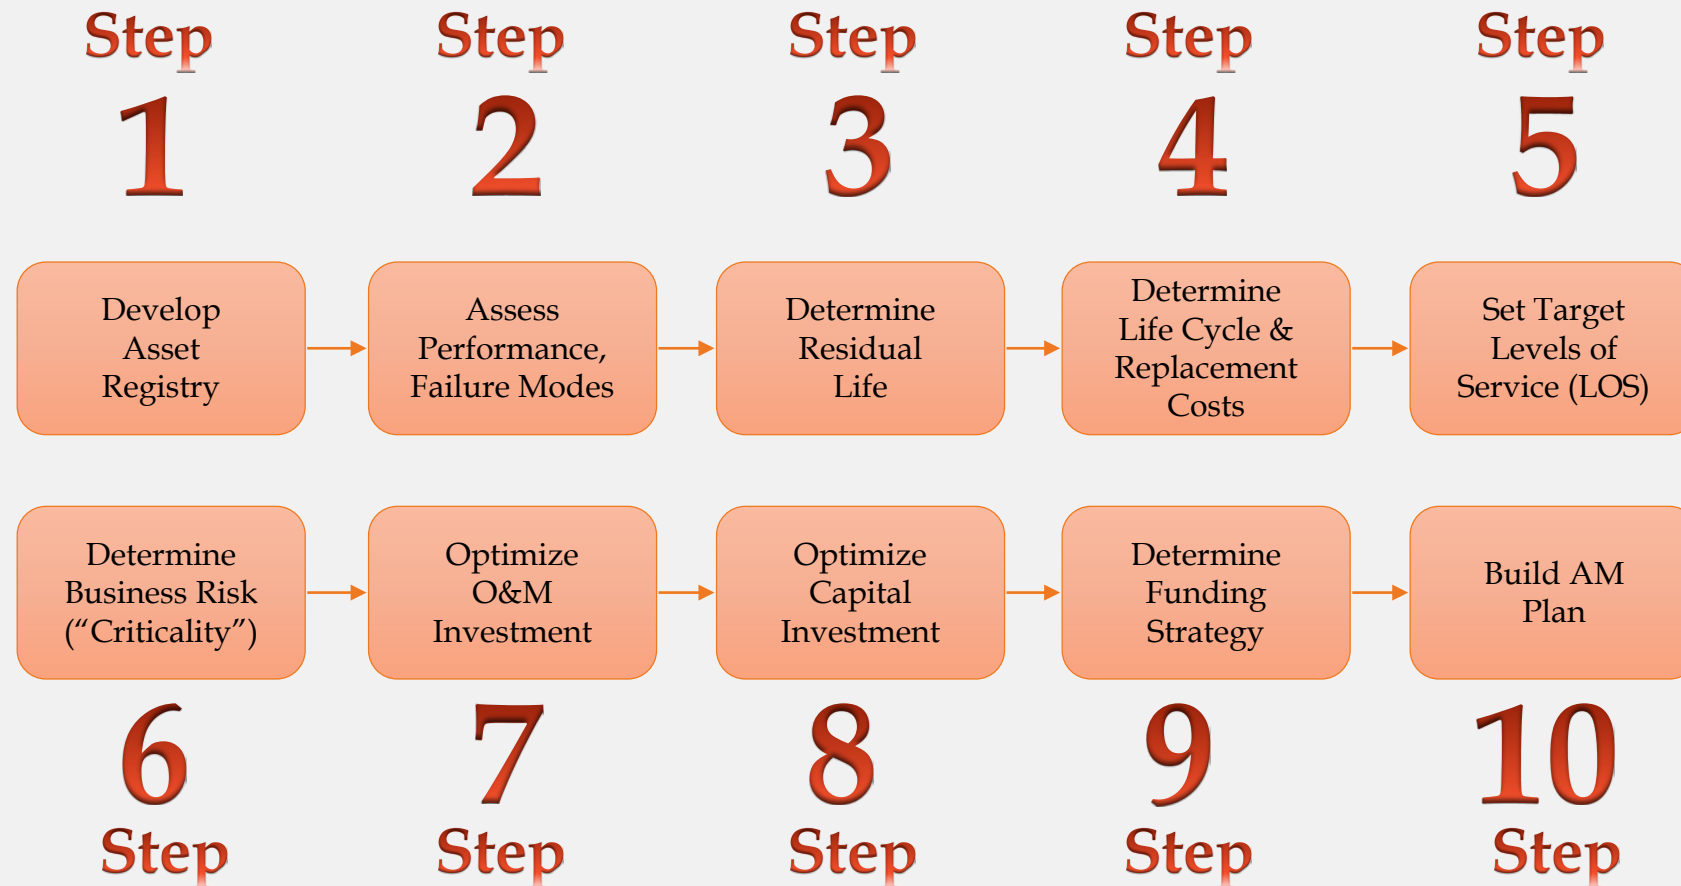 Step
1
Step
2
Step
3
Step
4
Step
5
Develop
Asset
Registry
Assess
Performance,
Failure Modes
Determine
Residual
Life
Determine
Life Cycle &
Replacement
Costs
Set Target
Levels of
Service (LOS)
Determine
Business Risk
(“Criticality”)
Optimize
O&M
Investment
Optimize
Capital
Investment
Determine
Funding
Strategy
Build AM
Plan
6
Step
7
Step
8
Step
9
Step
10
Step